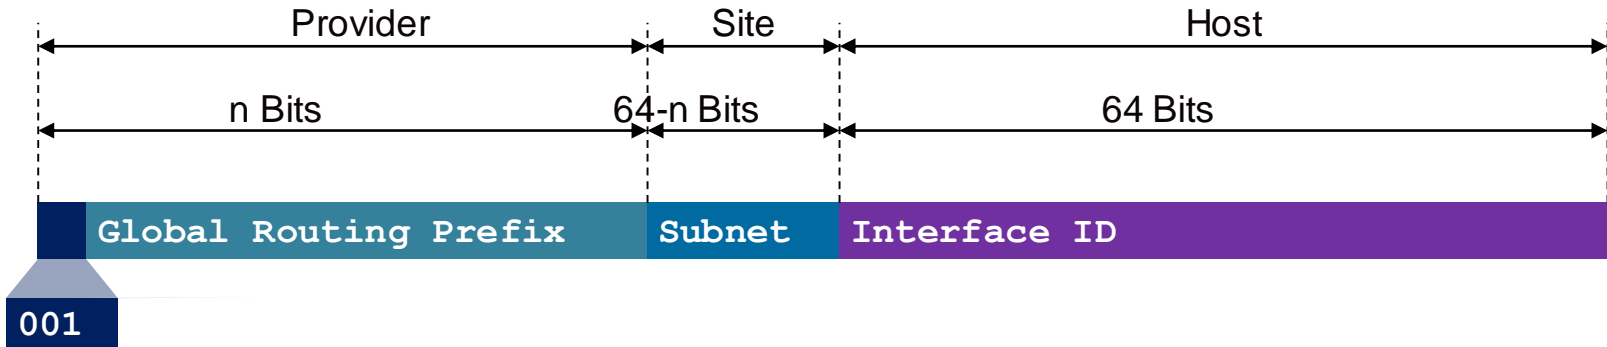 Provider Site Host
n Bits 64-n Bits 64 Bits
Global Routing Prefix Subnet Interface ID
001